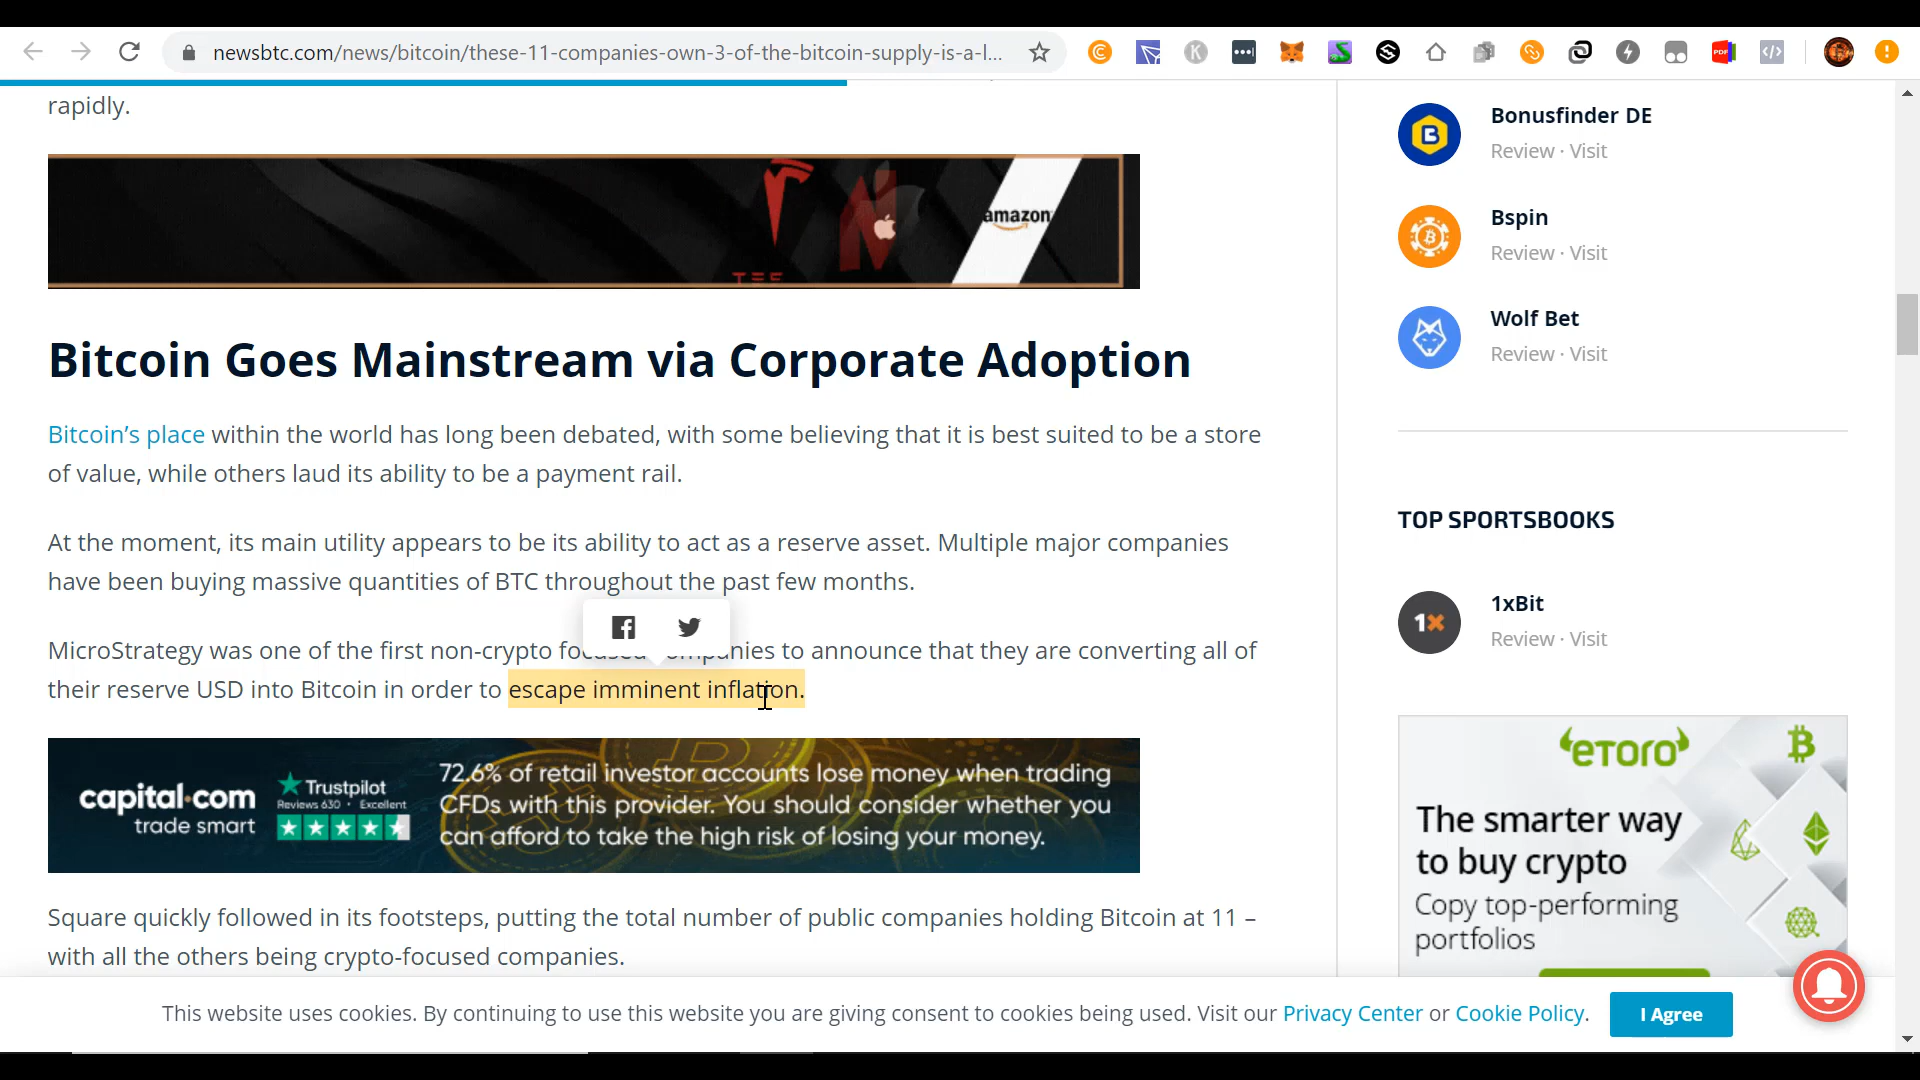 newsbtc.com/news/bitcoin/these-11-companies-own-3-of-the-bitcoin-supply-is-a-l...
rapidly.
amazon
Bitcoin Goes Mainstream via Corporate Adoption
Bitcoin's place within the world has long been debated, with some believing that it is best suited to be a store
of value, while others laud its ability to be a payment rail.
At the moment, its main utility appears to be its ability to act as a reserve asset. Multiple major companies
have been buying massive quantities of BTC throughout the past few months.
MicroStrategy was one of the first non-crypto focused companies to announce that they are converting all of
their reserve USD into Bitcoin in order to escape imminent inflation.
capital.com
trade smart
Trustpilot
Reviews 630 • Excellent
72.6% of retail investor accounts lose money when trading
CFDs with this provider. You should consider whether you
can afford to take the high risk of losing your money.
Square quickly followed in its footsteps, putting the total number of public companies holding Bitcoin at 11 –
with all the others being crypto-focused companies.
Bonusfinder DE
Review · Visit
Bspin
Review · Visit
Wolf Bet
Review · Visit
TOP SPORTSBOOKS
1X
1xBit
Review · Visit
eToro
The smarter way
to buy crypto
Copy top-performing
portfolios
This website uses cookies. By continuing to use this website you are giving consent to cookies being used. Visit our Privacy Center or Cookie Policy.
I Agree